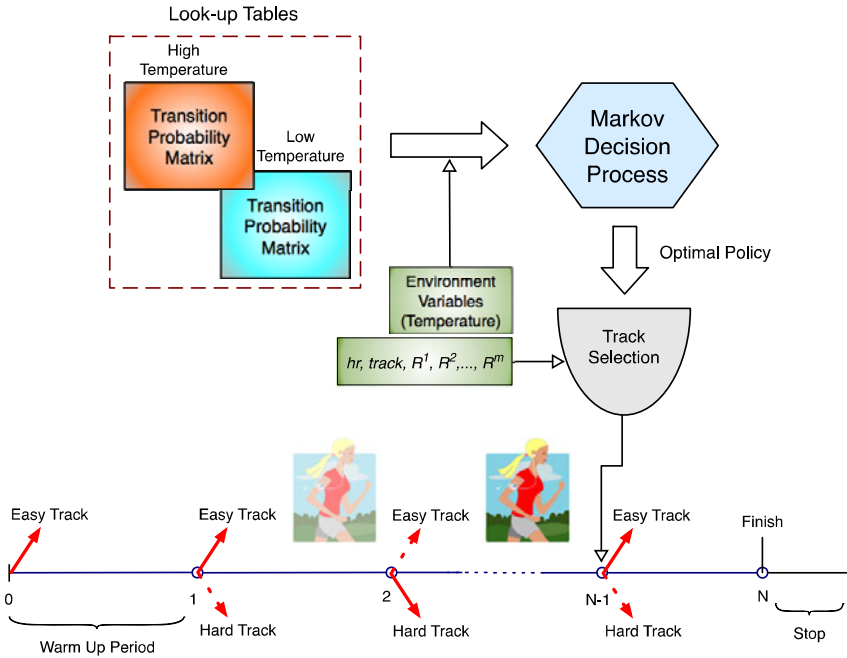 Look-up Tables
High
Temperature
Transition
Probability
Matrix
Low
Temperature
Transition
Probability
Matrix
Markov
Decision
Process
Optimal Policy
Environment
Variables
(Temperature)
hr, track, R¹, R²,..., Rᵐ
Track
Selection
Easy Track
Easy Track
Easy Track
Easy Track
Finish
0
1
2
N-1
N
Hard Track
Hard Track
Hard Track
Warm Up Period
Stop